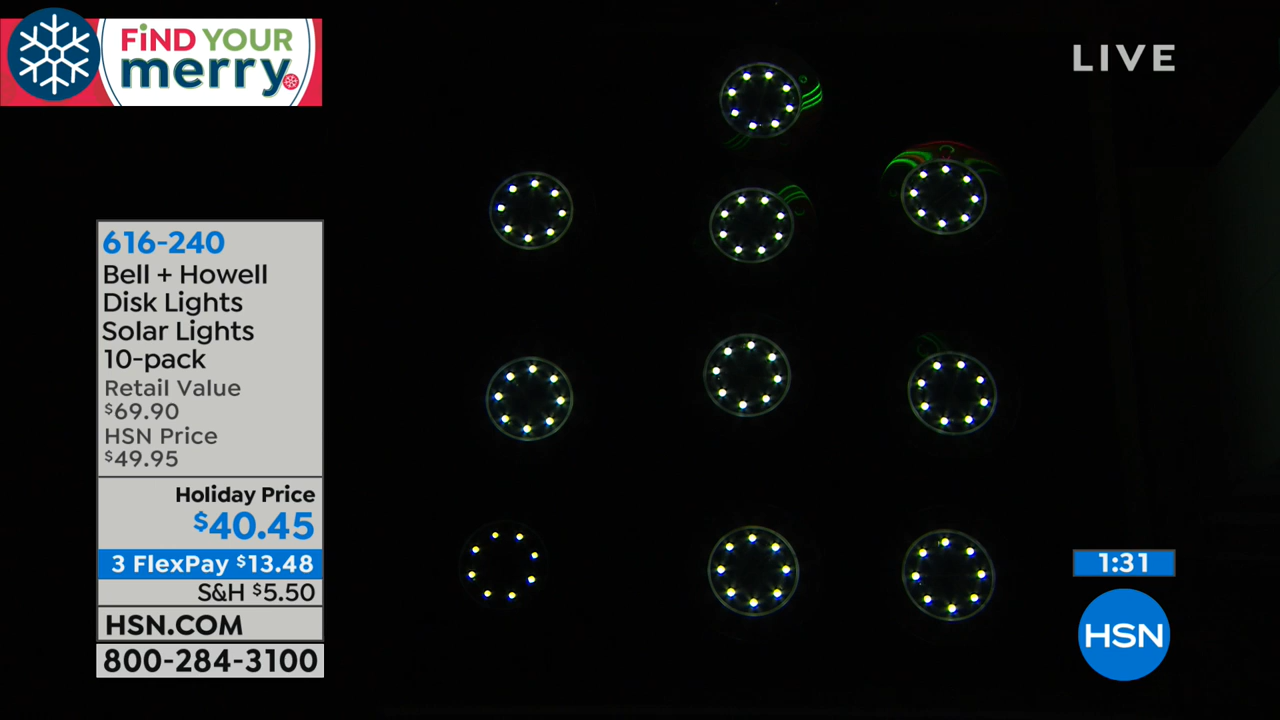 FIND YOUR
merry.
LIVE
616-240
Bell + Howell
Disk Lights
Solar Lights
10-pack
Retail Value
$69.90
HSN Price
$49.95
Holiday Price
$40.45
3 FlexPay $13.48
S&H $5.50
HSN.COM
800-284-3100
1:31
HSN